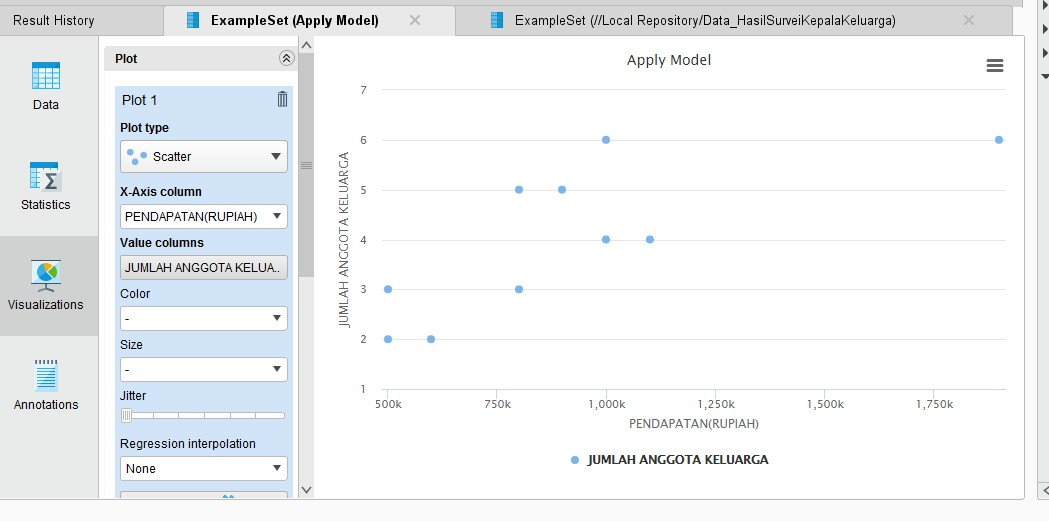 Result History
ExampleSet (Apply Model)
ExampleSet (//Local Repository/Data_HasilSurveiKepalaKeluarga)
Data
Statistics
Visualizations
Annotations
Plot
Plot 1
Plot type
Scatter
X-Axis column
PENDAPATAN(RUPIAH)
Value columns
JUMLAH ANGGOTA KELUA..
Color
-
Size
-
Jitter
Regression interpolation
None
Apply Model
JUMLAH ANGGOTA KELUARGA
7
6
5
4
3
2
1
500k 750k 1,000k 1,250k 1,500k 1,750k
PENDAPATAN(RUPIAH)
JUMLAH ANGGOTA KELUARGA